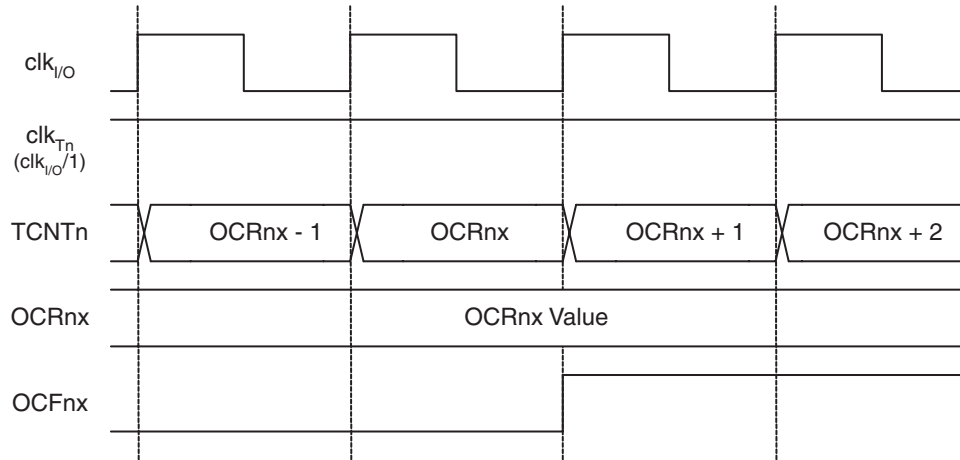 clkI/O
clkTn
(clkI/O/1)
TCNTn
OCRnx - 1
OCRnx
OCRnx + 1
OCRnx + 2
OCRnx
OCRnx Value
OCFnx